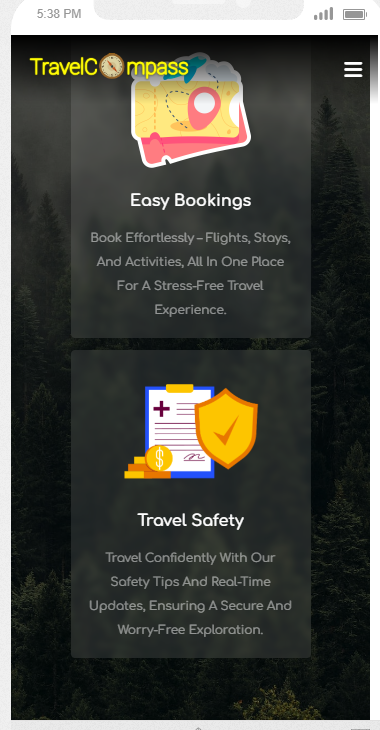 5:38 PM
TravelCompass
Easy Bookings
Book Effortlessly – Flights, Stays,
And Activities, All In One Place
For A Stress-Free Travel
Experience.
$
Travel Safety
Travel Confidently With Our
Safety Tips And Real-Time
Updates, Ensuring A Secure And
Worry-Free Exploration.